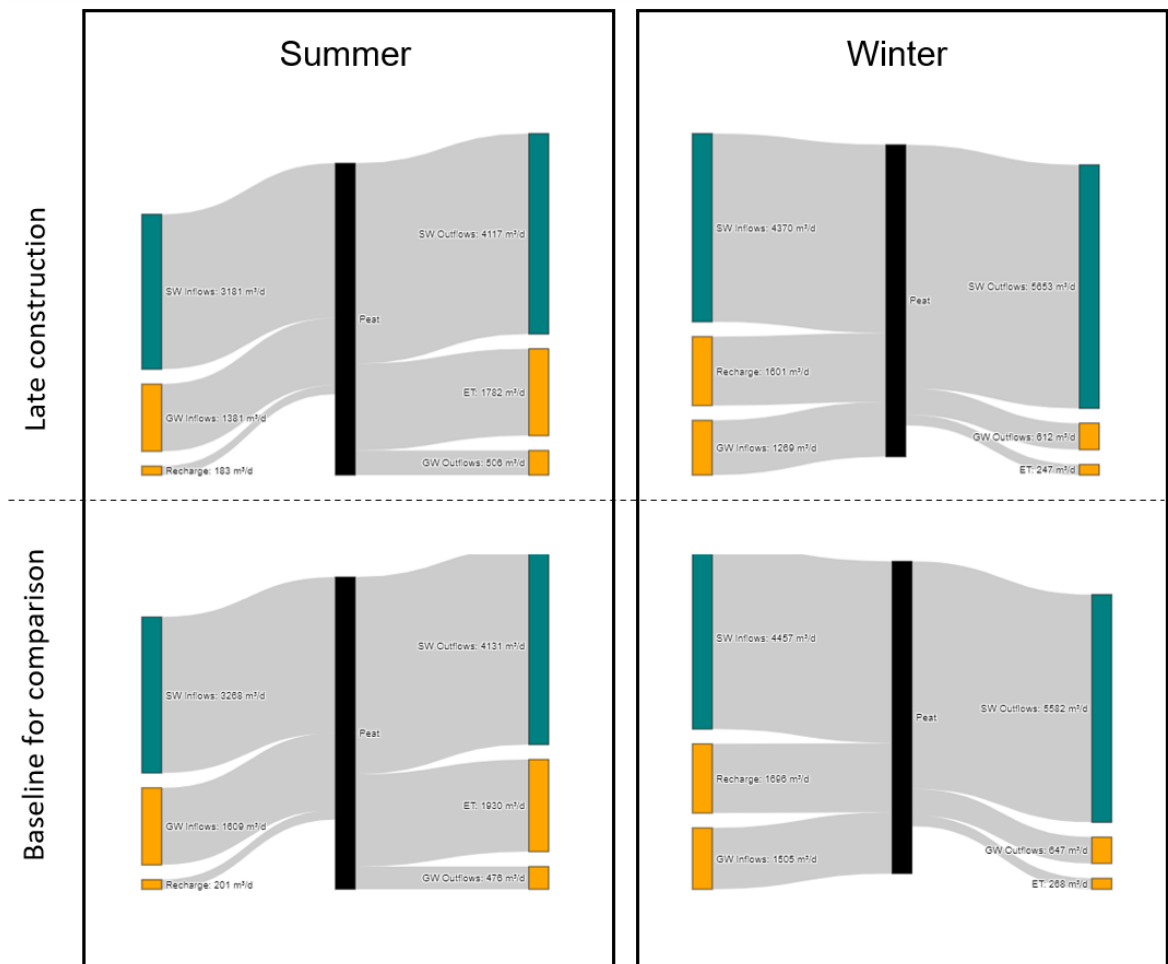 Summer
Winter
Late construction
SW Inflows: 3181 m³/d
GW Inflows: 1381 m³/d
Recharge: 183 m³/d
Peat
SW Outflows: 4117 m³/d
ET: 1782 m³/d
GW Outflows: 506 m³/d
SW Inflows: 4370 m³/d
Recharge: 1601 m³/d
GW Inflows: 1269 m³/d
Peat
SW Outflows: 5653 m³/d
GW Outflows: 612 m³/d
ET: 247 m³/d
Baseline for comparison
SW Inflows: 3268 m³/d
GW Inflows: 1609 m³/d
Recharge: 201 m³/d
Peat
SW Outflows: 4131 m³/d
ET: 1930 m³/d
GW Outflows: 476 m³/d
SW Inflows: 4457 m³/d
Recharge: 1696 m³/d
GW Inflows: 1505 m³/d
Peat
SW Outflows: 5582 m³/d
GW Outflows: 647 m³/d
ET: 268 m³/d